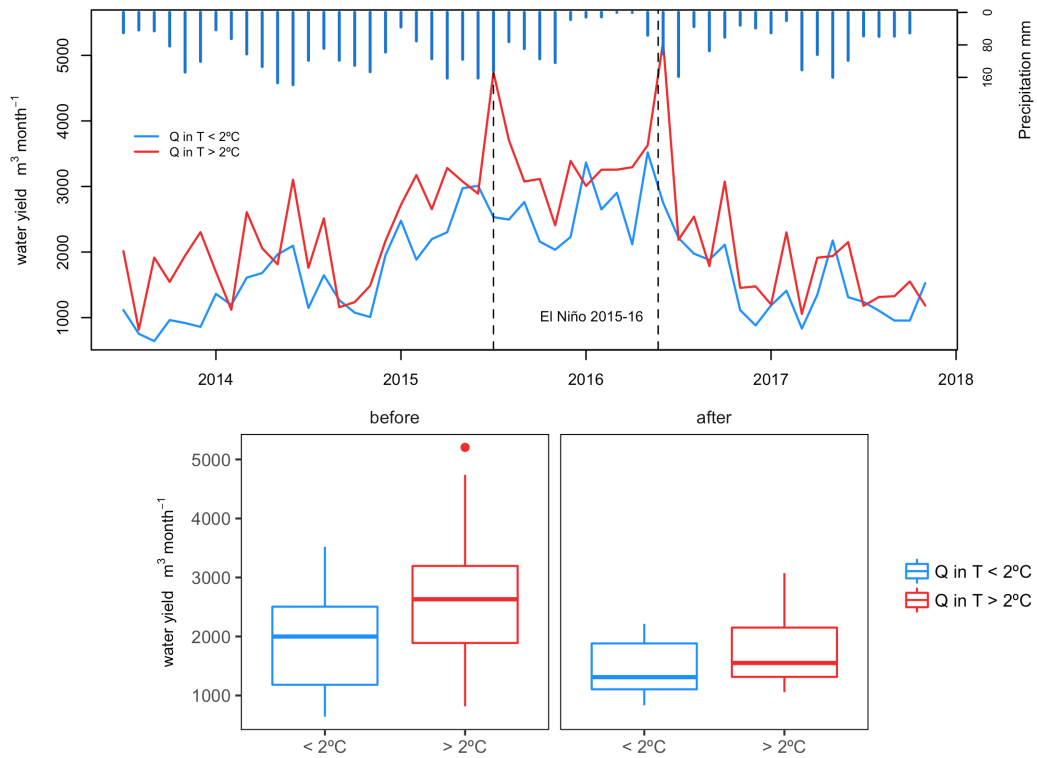 water yield m³ month⁻¹
5000
4000
3000
2000
1000
Q in T < 2ºC
Q in T > 2ºC
El Niño 2015-16
0
80
160
Precipitation mm
2014
2015
2016
2017
2018
before
after
water yield m³ month⁻¹
5000
4000
3000
2000
1000
< 2ºC
> 2ºC
< 2ºC
> 2ºC
Q in T < 2ºC
Q in T > 2ºC